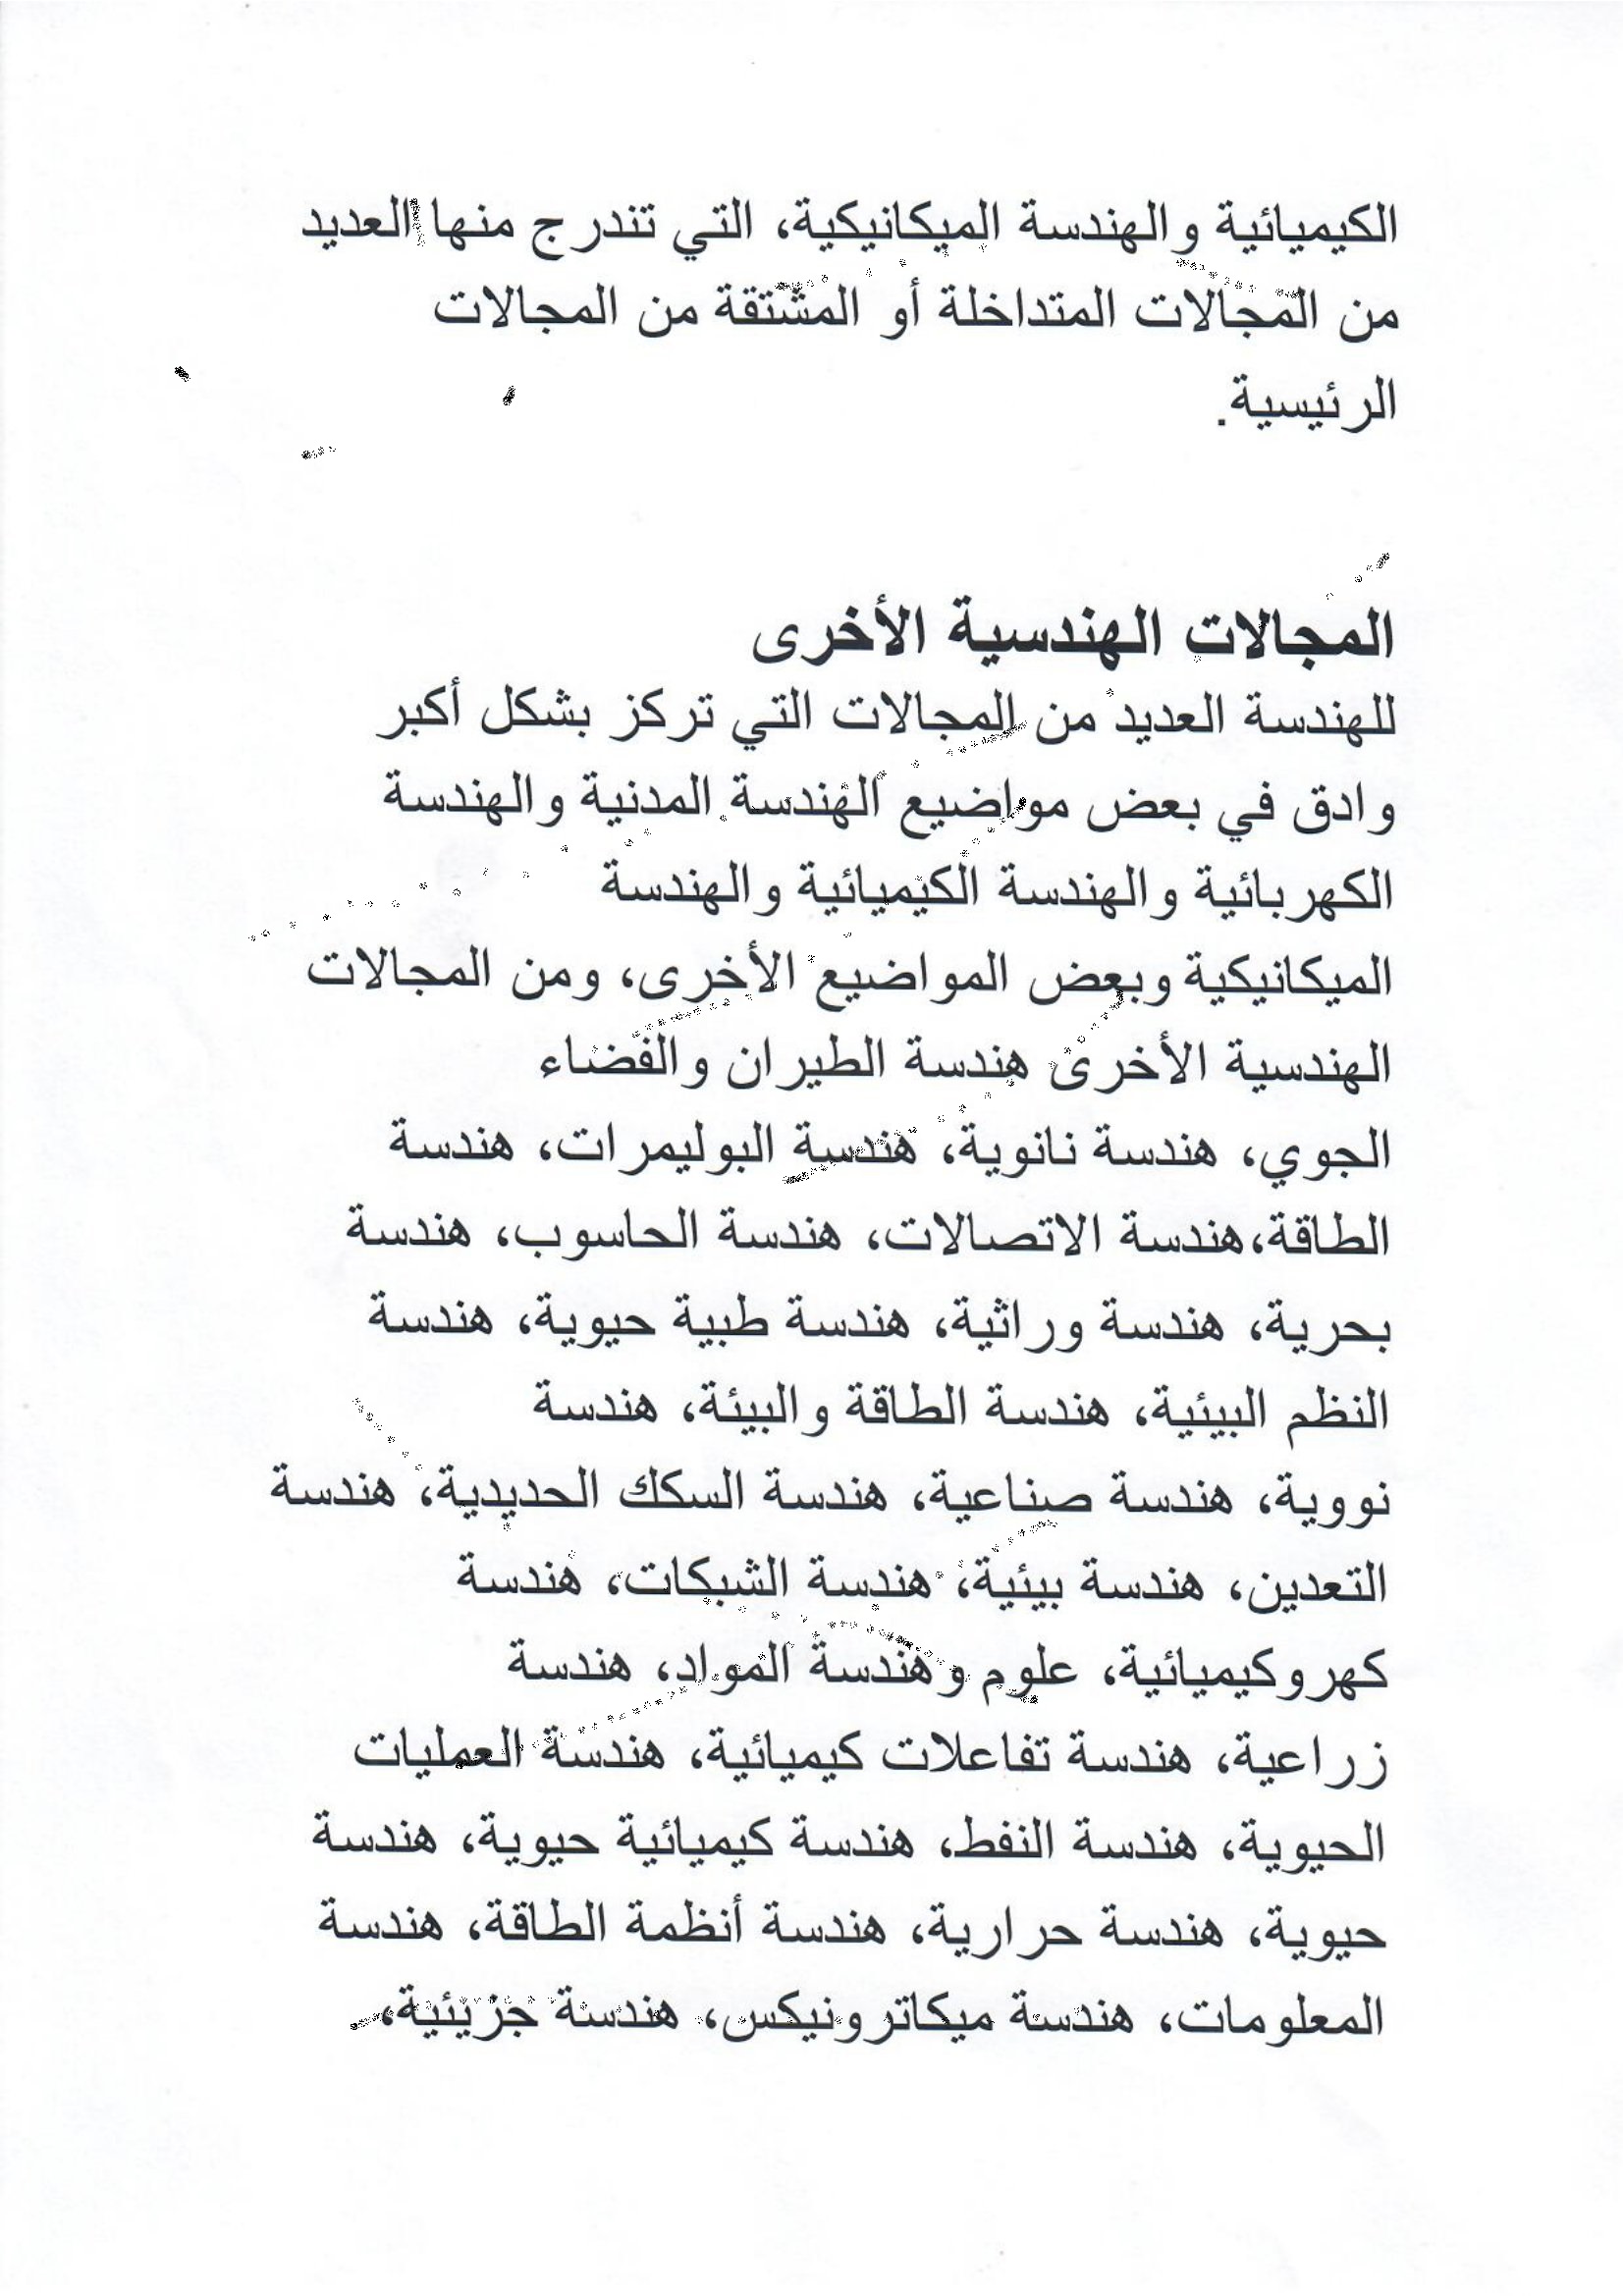 الكيميائية والهندسة الميكانيكية، التي تندرج منها العديد
من المجالات المتداخلة أو المشتقة من المجالات
الرئيسية.
المجالات الهندسية الأخرى
للهندسة العديد من المجالات التي تركز بشكل أكبر
وادق في بعض مواضيع الهندسة المدنية والهندسة
الكهربائية والهندسة الكيميائية والهندسة
الميكانيكية وبعض المواضيع الأخرى، ومن المجالات
الهندسية الأخرى هندسة الطيران والفضاء
الجوي، هندسة نانوية، هندسة البوليمرات، هندسة
الطاقة،هندسة الاتصالات، هندسة الحاسوب، هندسة
بحرية، هندسة وراثية، هندسة طبية حيوية، هندسة
النظم البيئية، هندسة الطاقة والبيئة، هندسة
نووية، هندسة صناعية، هندسة السكك الحديدية، هندسة
التعدين، هندسة بيئية، هندسة الشبكات، هندسة
كهروكيميائية، علوم وهندسة المواد، هندسة
زراعية، هندسة تفاعلات كيميائية، هندسة العمليات
الحيوية، هندسة النفط، هندسة كيميائية حيوية، هندسة
حيوية، هندسة حرارية، هندسة أنظمة الطاقة، هندسة
المعلومات، هندسة ميكاترونيكس، هندسة جزيئية،